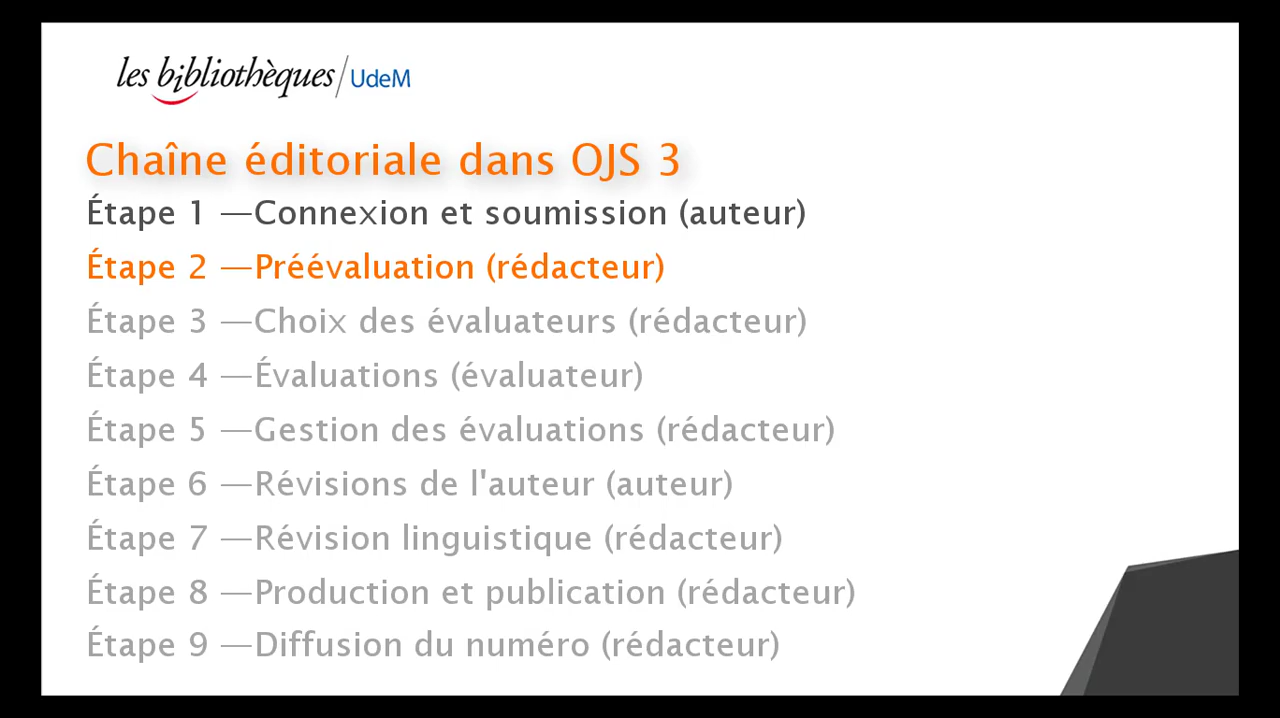 les bibliothèques/UdeM
Chaîne éditoriale dans OJS 3
Étape 1 —Connexion et soumission (auteur)
Étape 2 —Préévaluation (rédacteur)
Étape 3 —Choix des évaluateurs (rédacteur)
Étape 4 —Évaluations (évaluateur)
Étape 5 —Gestion des évaluations (rédacteur)
Étape 6 —Révisions de l'auteur (auteur)
Étape 7 —Révision linguistique (rédacteur)
Étape 8 —Production et publication (rédacteur)
Étape 9 —Diffusion du numéro (rédacteur)